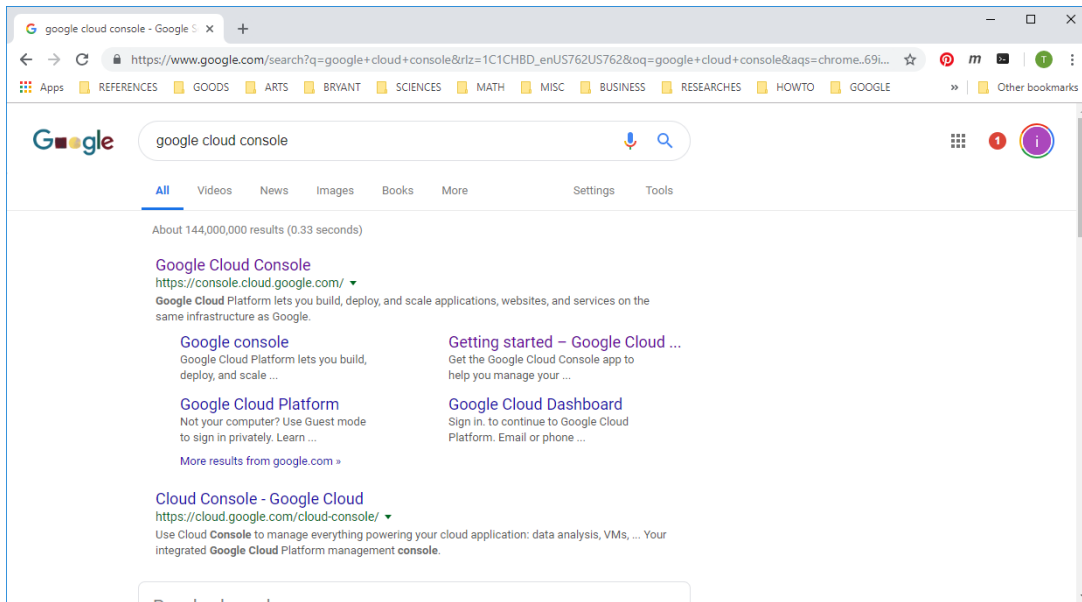 google cloud console - Google S
https://www.google.com/search?q=google+cloud+console&rlz=1C1CHBD_enUS762US762&oq=google+cloud+console&aqs=chrome..69i...
m
T
Apps REFERENCES GOODS ARTS BRYANT SCIENCES MATH MISC BUSINESS RESEARCHES HOWTO GOOGLE » Other bookmarks
google cloud console
1
i
All Videos News Images Books More Settings Tools
About 144,000,000 results (0.33 seconds)
Google Cloud Console
https://console.cloud.google.com/
Google Cloud Platform lets you build, deploy, and scale applications, websites, and services on the
same infrastructure as Google.
Google console
Google Cloud Platform lets you build,
deploy, and scale ...
Getting started – Google Cloud ...
Get the Google Cloud Console app to
help you manage your ...
Google Cloud Platform
Not your computer? Use Guest mode
to sign in privately. Learn ...
Google Cloud Dashboard
Sign in. to continue to Google Cloud
Platform. Email or phone ...
More results from google.com »
Cloud Console - Google Cloud
https://cloud.google.com/cloud-console/
Use Cloud Console to manage everything powering your cloud application: data analysis, VMs, ... Your
integrated Google Cloud Platform management console.